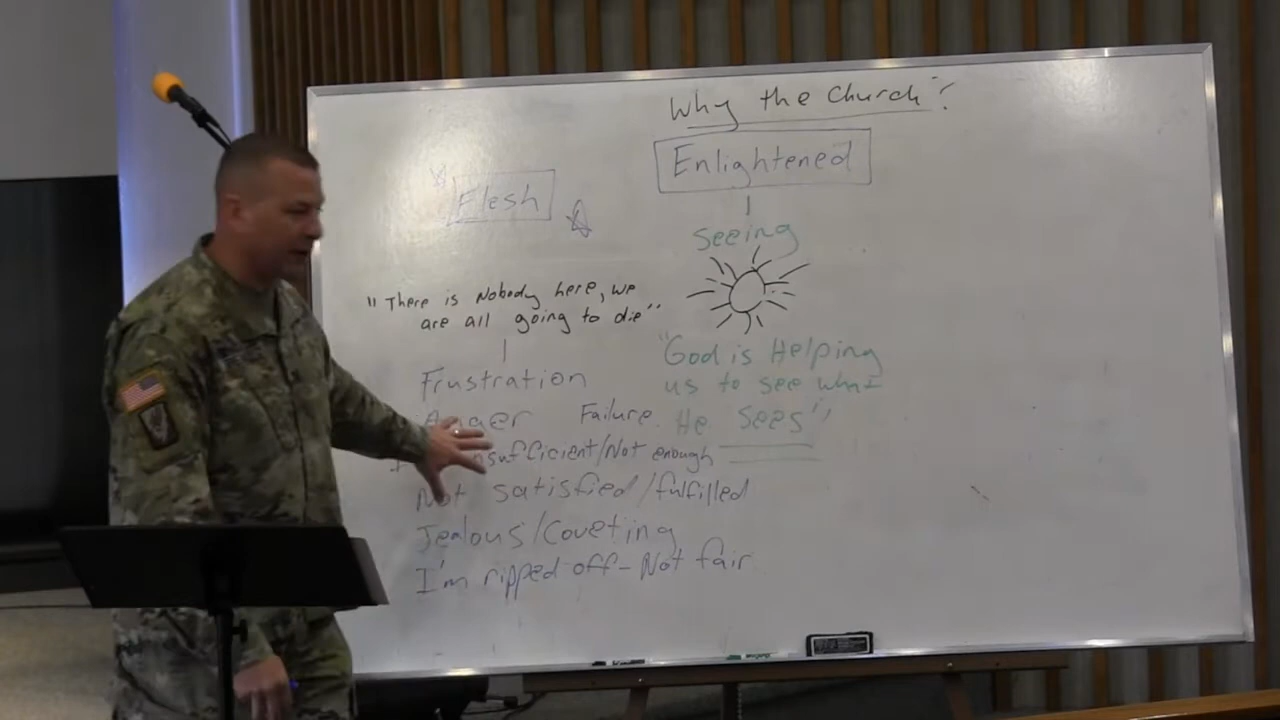 Why the Church?
Enlightened
Flesh
Seeing
"There is Nobody here, we
are all going to die"
"God is Helping
us to see what
He sees"
Frustration
Anger Failure
insufficient/Not enough
Not satisfied/fulfilled
Jealous/Coveting
I'm ripped off - Not fair